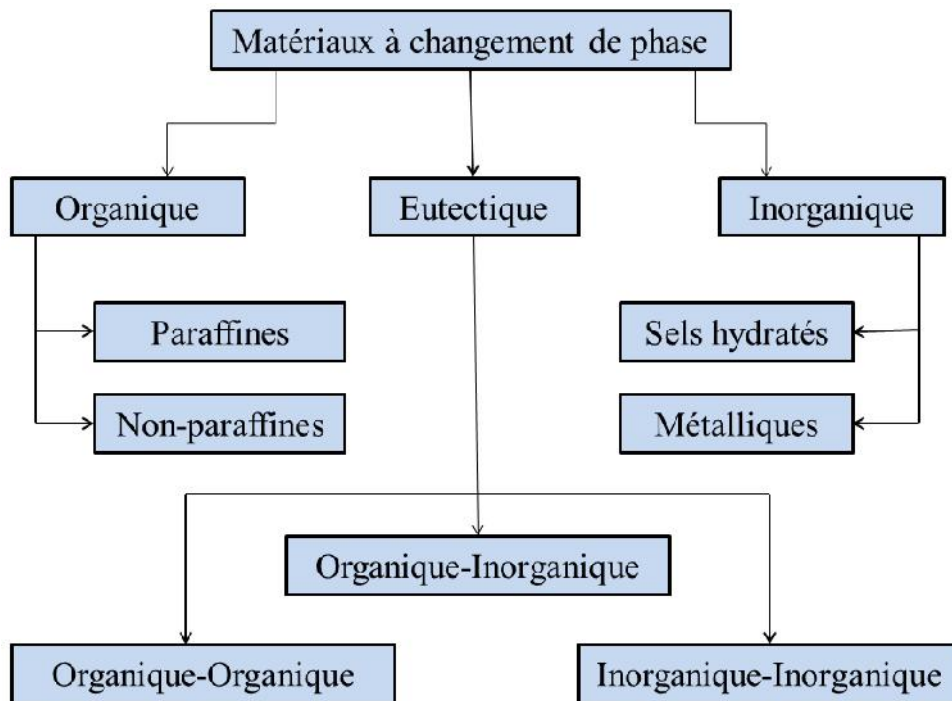 Matériaux à changement de phase
Organique
Eutectique
Inorganique
Paraffines
Sels hydratés
Non-paraffines
Métalliques
Organique-Inorganique
Organique-Organique
Inorganique-Inorganique